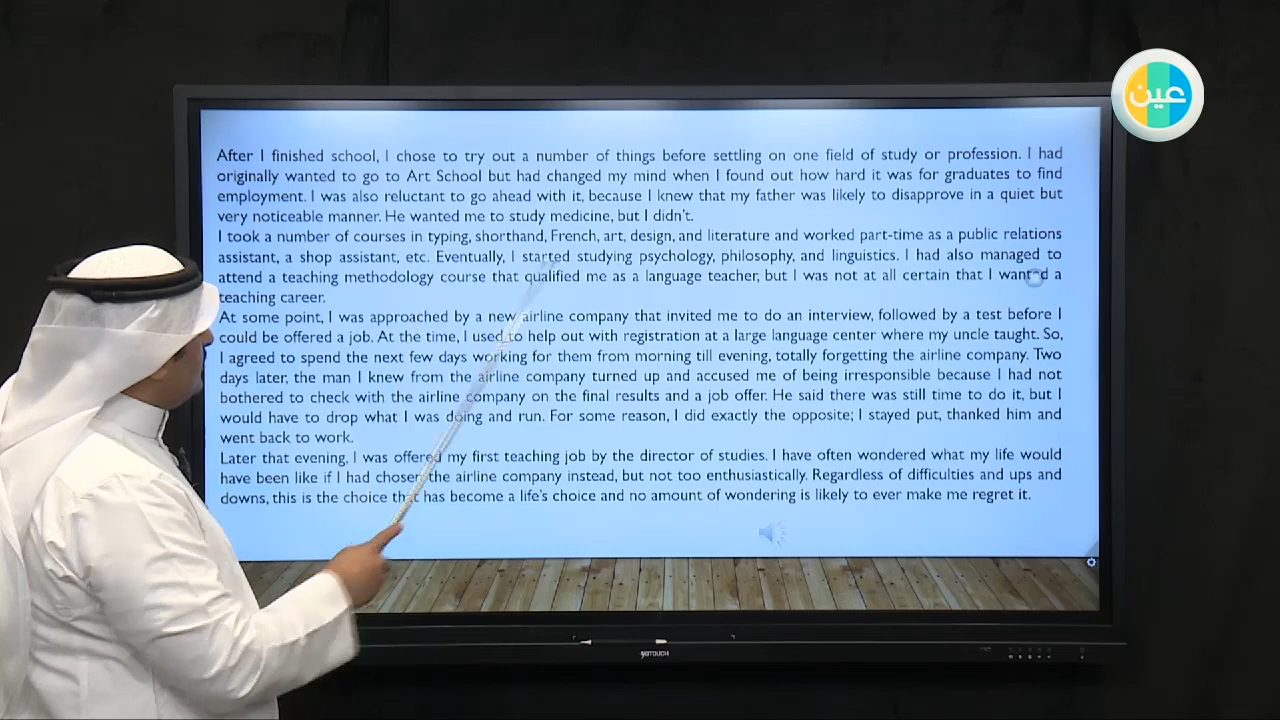 عين
After I finished school, I chose to try out a number of things before settling on one field of study or profession. I had
originally wanted to go to Art School but had changed my mind when I found out how hard it was for graduates to find
employment. I was also reluctant to go ahead with it, because I knew that my father was likely to disapprove in a quiet but
very noticeable manner. He wanted me to study medicine, but I didn't.
I took a number of courses in typing, shorthand, French, art, design, and literature and worked part-time as a public relations
assistant, a shop assistant, etc. Eventually, I started studying psychology, philosophy, and linguistics. I had also managed to
attend a teaching methodology course that qualified me as a language teacher, but I was not at all certain that I wanted a
teaching career.
At some point, I was approached by a new airline company that invited me to do an interview, followed by a test before I
could be offered a job. At the time, I used to help out with registration at a large language center where my uncle taught. So,
I agreed to spend the next few days working for them from morning till evening, totally forgetting the airline company. Two
days later, the man I knew from the airline company turned up and accused me of being irresponsible because I had not
bothered to check with the airline company on the final results and a job offer. He said there was still time to do it, but I
would have to drop what I was doing and run. For some reason, I did exactly the opposite; I stayed put, thanked him and
went back to work.
Later that evening, I was offered my first teaching job by the director of studies. I have often wondered what my life would
have been like if I had chosen the airline company instead, but not too enthusiastically. Regardless of difficulties and ups and
downs, this is the choice that has become a life's choice and no amount of wondering is likely to ever make me regret it.